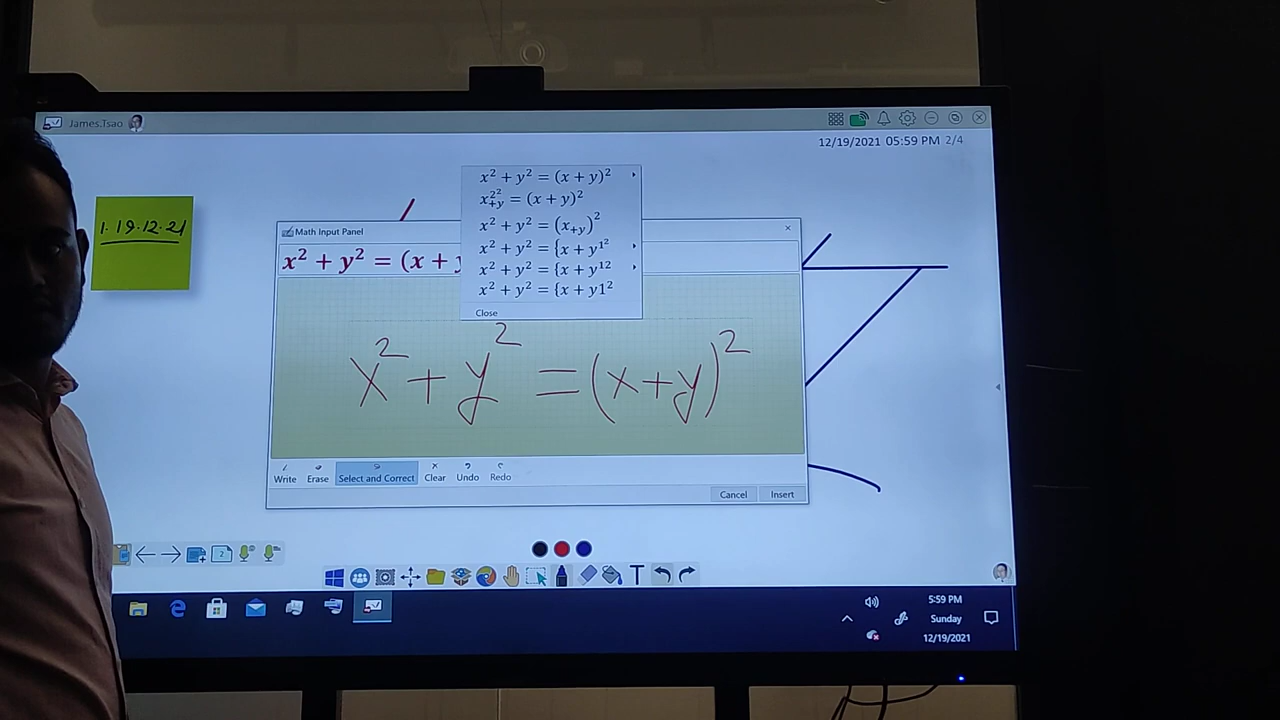 James.Tsao
12/19/2021 05:59 PM 2/4
1. 19.12.21
x² + y² = (x + y)²
x²₊y² = (x + y)²
x² + y² = (x₊y)²
x² + y² = {x + y¹²
x² + y² = {x + y¹²
x² + y² = {x + y1²
Close
Math Input Panel
x² + y² = (x + y
x² + y² = (x+y)²
Write Erase Select and Correct Clear Undo Redo
Cancel Insert
2
T
5:59 PM
Sunday
12/19/2021